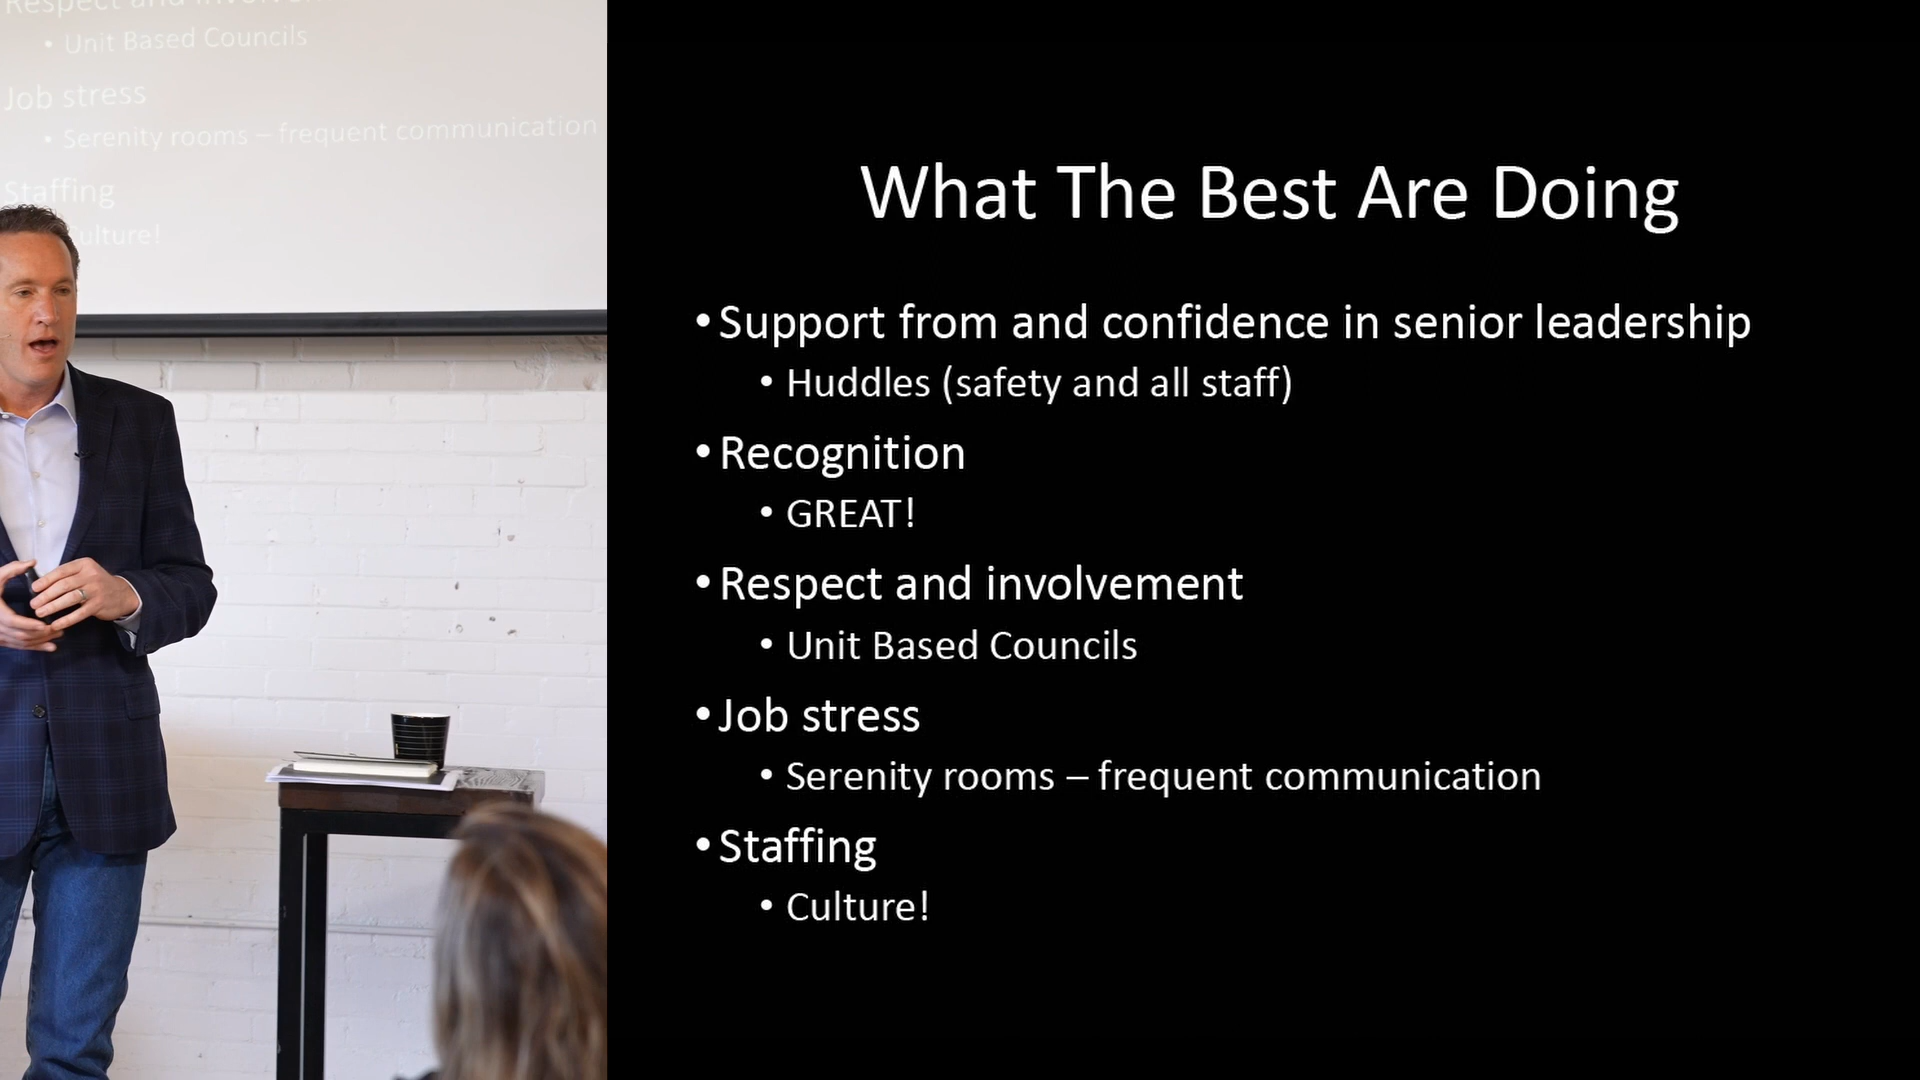 Respect and involvem
• Unit Based Councils
Job stress
• Serenity rooms – frequent communication
Staffing
Culture!
What The Best Are Doing
• Support from and confidence in senior leadership
• Huddles (safety and all staff)
• Recognition
• GREAT!
• Respect and involvement
• Unit Based Councils
• Job stress
• Serenity rooms – frequent communication
• Staffing
• Culture!